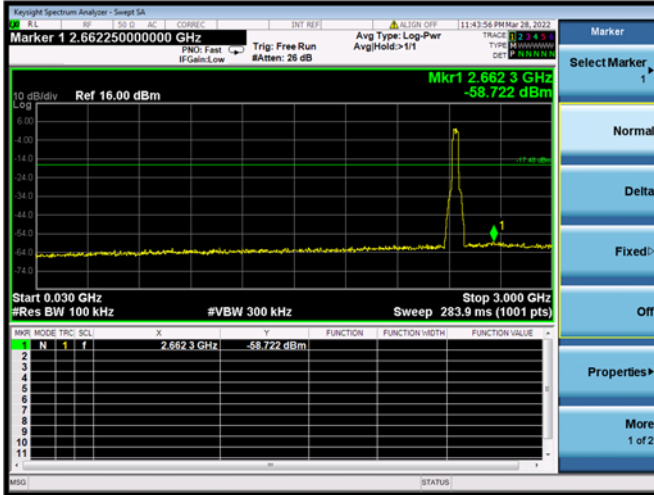 Keysight Spectrum Analyzer - Swept SA
RL RF 50 Ω AC CORREC INT REF ALIGN OFF 11:43:56 PM Mar 28, 2022
Marker 1 2.662250000000 GHz
PNO: Fast
IFGain:Low
Trig: Free Run
#Atten: 26 dB
Avg Type: Log-Pwr
Avg|Hold:>1/1
TRACE 1 2 3 4 5 6
TYPE M WWWWW
DET P N N N N N
Mkr1 2.662 3 GHz
-58.722 dBm
10 dB/div Ref 16.00 dBm
Log
6.00
-4.00
-14.0
-24.0
-34.0
-44.0
-54.0
-64.0
-74.0
1
Start 0.030 GHz Stop 3.000 GHz
#Res BW 100 kHz #VBW 300 kHz Sweep 283.9 ms (1001 pts)
MKR MODE TRC SCL X Y FUNCTION FUNCTION WIDTH FUNCTION VALUE
1 N 1 f 2.662 3 GHz -58.722 dBm
2
3
4
5
6
7
8
9
10
11
MSG STATUS
Marker
Select Marker
1
Normal
Delta
Fixed
Off
Properties
More
1 of 2